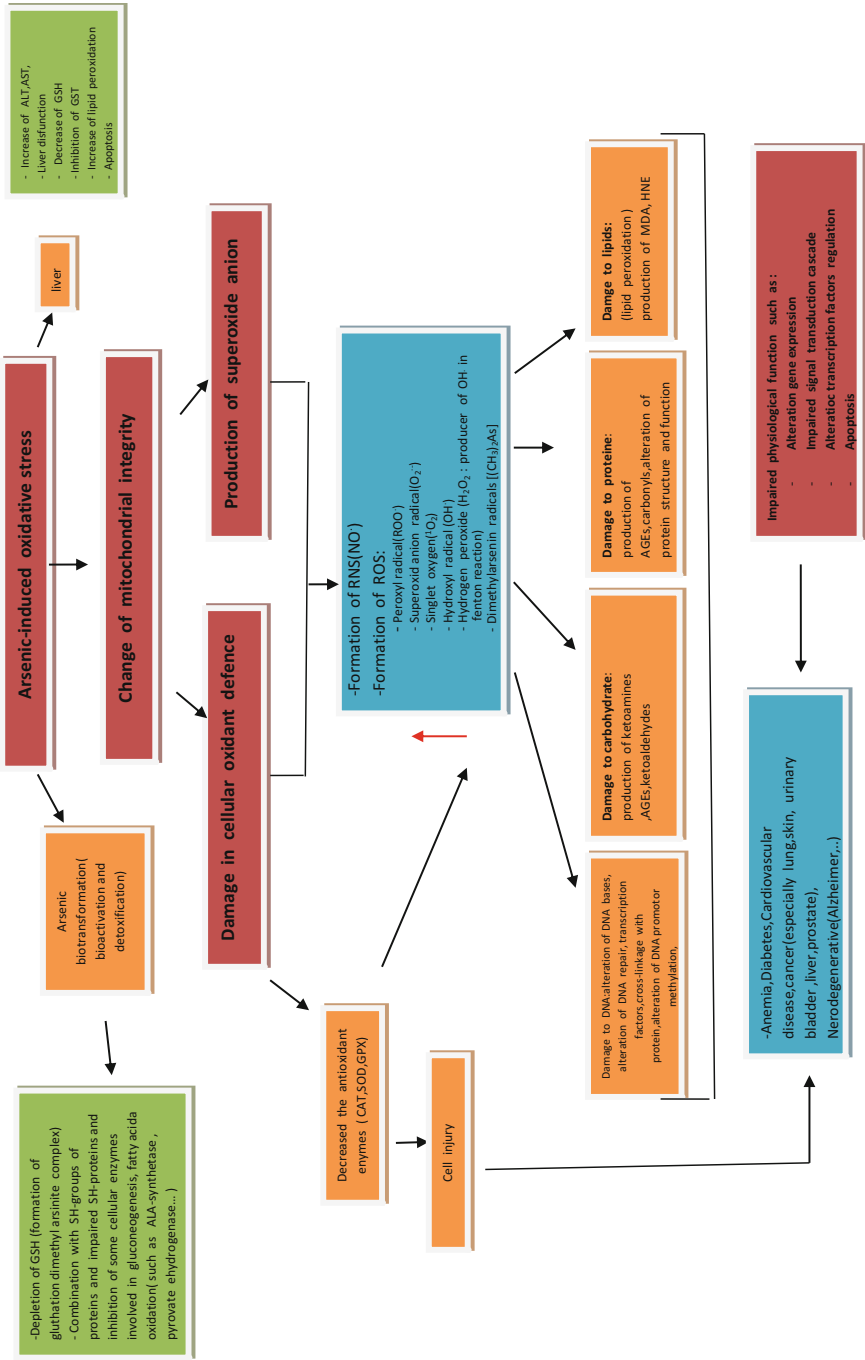 Arsenic-induced oxidative stress
Arsenic
biotransformation(
bioactivation and
detoxification)
liver
-Depletion of GSH (formation of
gluthation dimethyl arsinite complex)
- Combination with SH-groups of
proteins and impaired SH-proteins and
inhibition of some cellular enzymes
involved in gluconeogenesis, fatty acida
oxidation( such as ALA-synthetase ,
pyrovate ehydrogenase... )
- Increase of ALT,AST,
- Liver disfunction
- Decrease of GSH
- Inhibition of GST
- Increase of lipid peroxidation
- Apoptosis
Change of mitochondrial integrity
Damage in cellular oxidant defence
Production of superoxide anion
Decreased the antioxidant
enymes ( CAT,SOD,GPX)
Cell injury
-Formation of RNS(NO·)
-Formation of ROS:
- Peroxyl radical(ROO·)
- Superoxid anion radical(O₂·⁻)
- Singlet oxygen(¹O₂)
- Hydroxyl radical (OH·)
- Hydrogen peroxide (H₂O₂ : producer of OH· in
fenton reaction)
- Dimethylarsenin radicals [(CH₃)₂As]
Damage to DNA:alteration of DNA bases,
alteration of DNA repair, transcription
factors,cross-linkage with
protein,alteration of DNA promotor
methylation,
Damage to carbohydrate:
production of ketoamines
,AGEs,ketoaldehydes
Damage to proteine:
production of
AGEs,carbonyls,alteration of
protein structure and function
Damge to lipids:
(lipid peroxidation )
production of MDA, HNE
-Anemia,Diabetes,Cardiovascular
disease,cancer(especially lung,skin, urinary
bladder ,liver,prostate),
Nerodegenerative(Alzheimer,..)
Impaired physiological function such as :
- Alteration gene expression
- Impaired signal transduction cascade
- Alteratioc transcription factors regulation
- Apoptosis